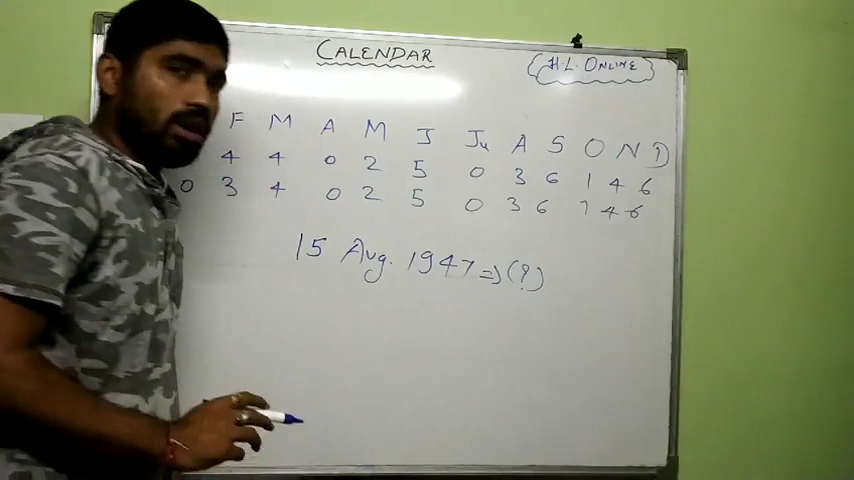 CALENDAR
H.L. ONLINE
F M A M J Ju A S O N D
4 4 0 2 5 0 3 6 1 4 6
0 3 4 0 2 5 0 3 6 1 4 6
15 Aug. 1947 ⇒ (?)